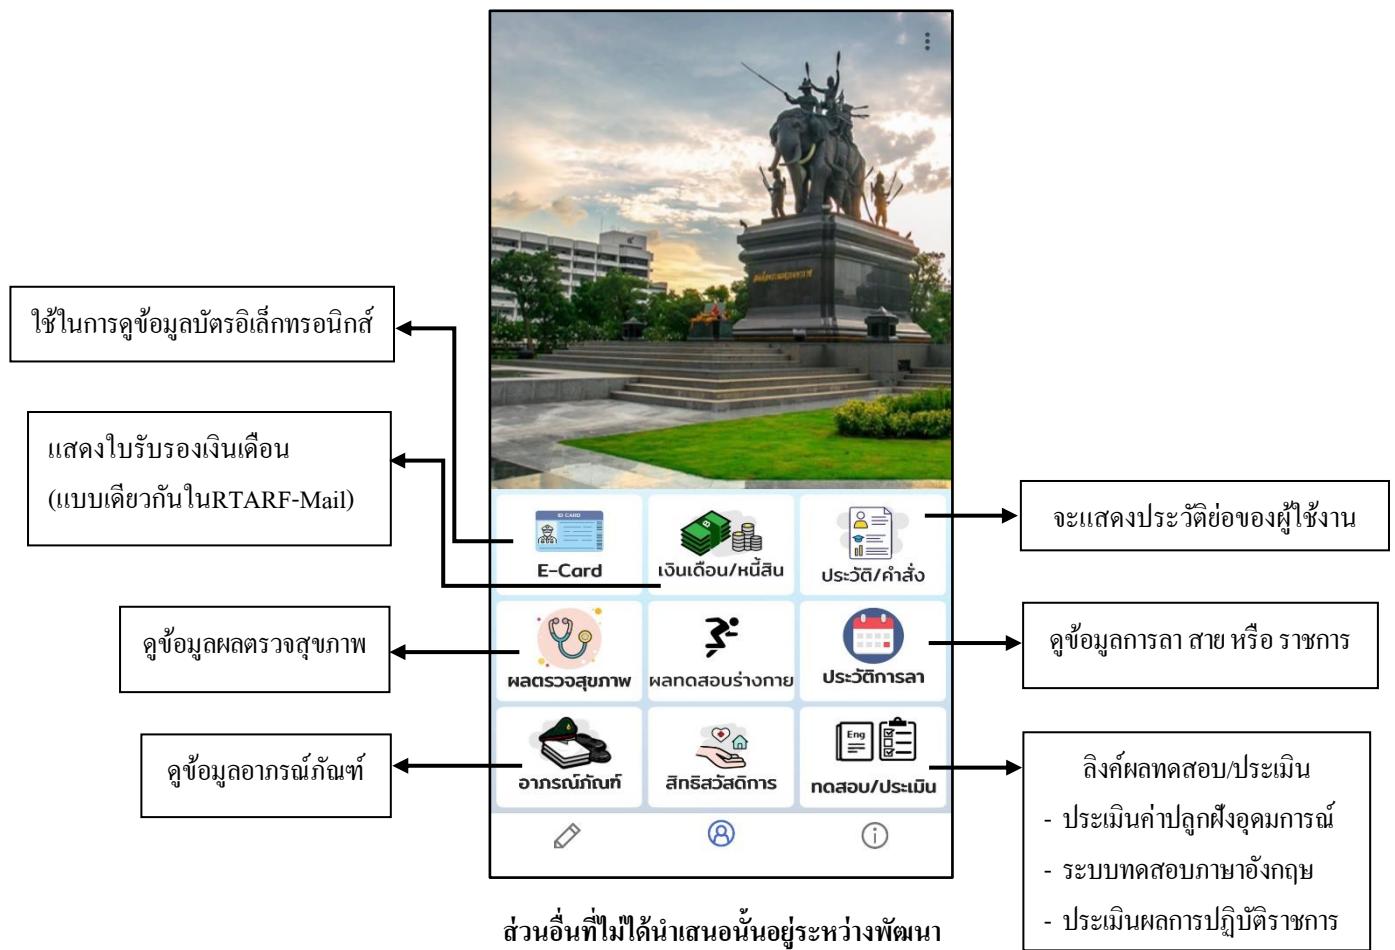 ใช้ในการดูข้อมูลบัตรอิเล็กทรอนิกส์
แสดงใบรับรองเงินเดือน
(แบบเดียวกันในRTARF-Mail)
ดูข้อมูลผลตรวจสุขภาพ
ดูข้อมูลอาภรณ์ภัณฑ์
ID CARD
E-Card
เงินเดือน/หนี้สิน
ประวัติ/คำสั่ง
ผลตรวจสุขภาพ
ผลทดสอบร่างกาย
ประวัติการลา
Eng
อาภรณ์ภัณฑ์
สิทธิสวัสดิการ
ทดสอบ/ประเมิน
จะแสดงประวัติย่อของผู้ใช้งาน
ดูข้อมูลการลา สาย หรือ ราชการ
ลิงค์ผลทดสอบ/ประเมิน
- ประเมินค่าปลูกฝังอุดมการณ์
- ระบบทดสอบภาษาอังกฤษ
- ประเมินผลการปฏิบัติราชการ
ส่วนอื่นที่ไม่ได้นำเสนอนั้นอยู่ระหว่างพัฒนา